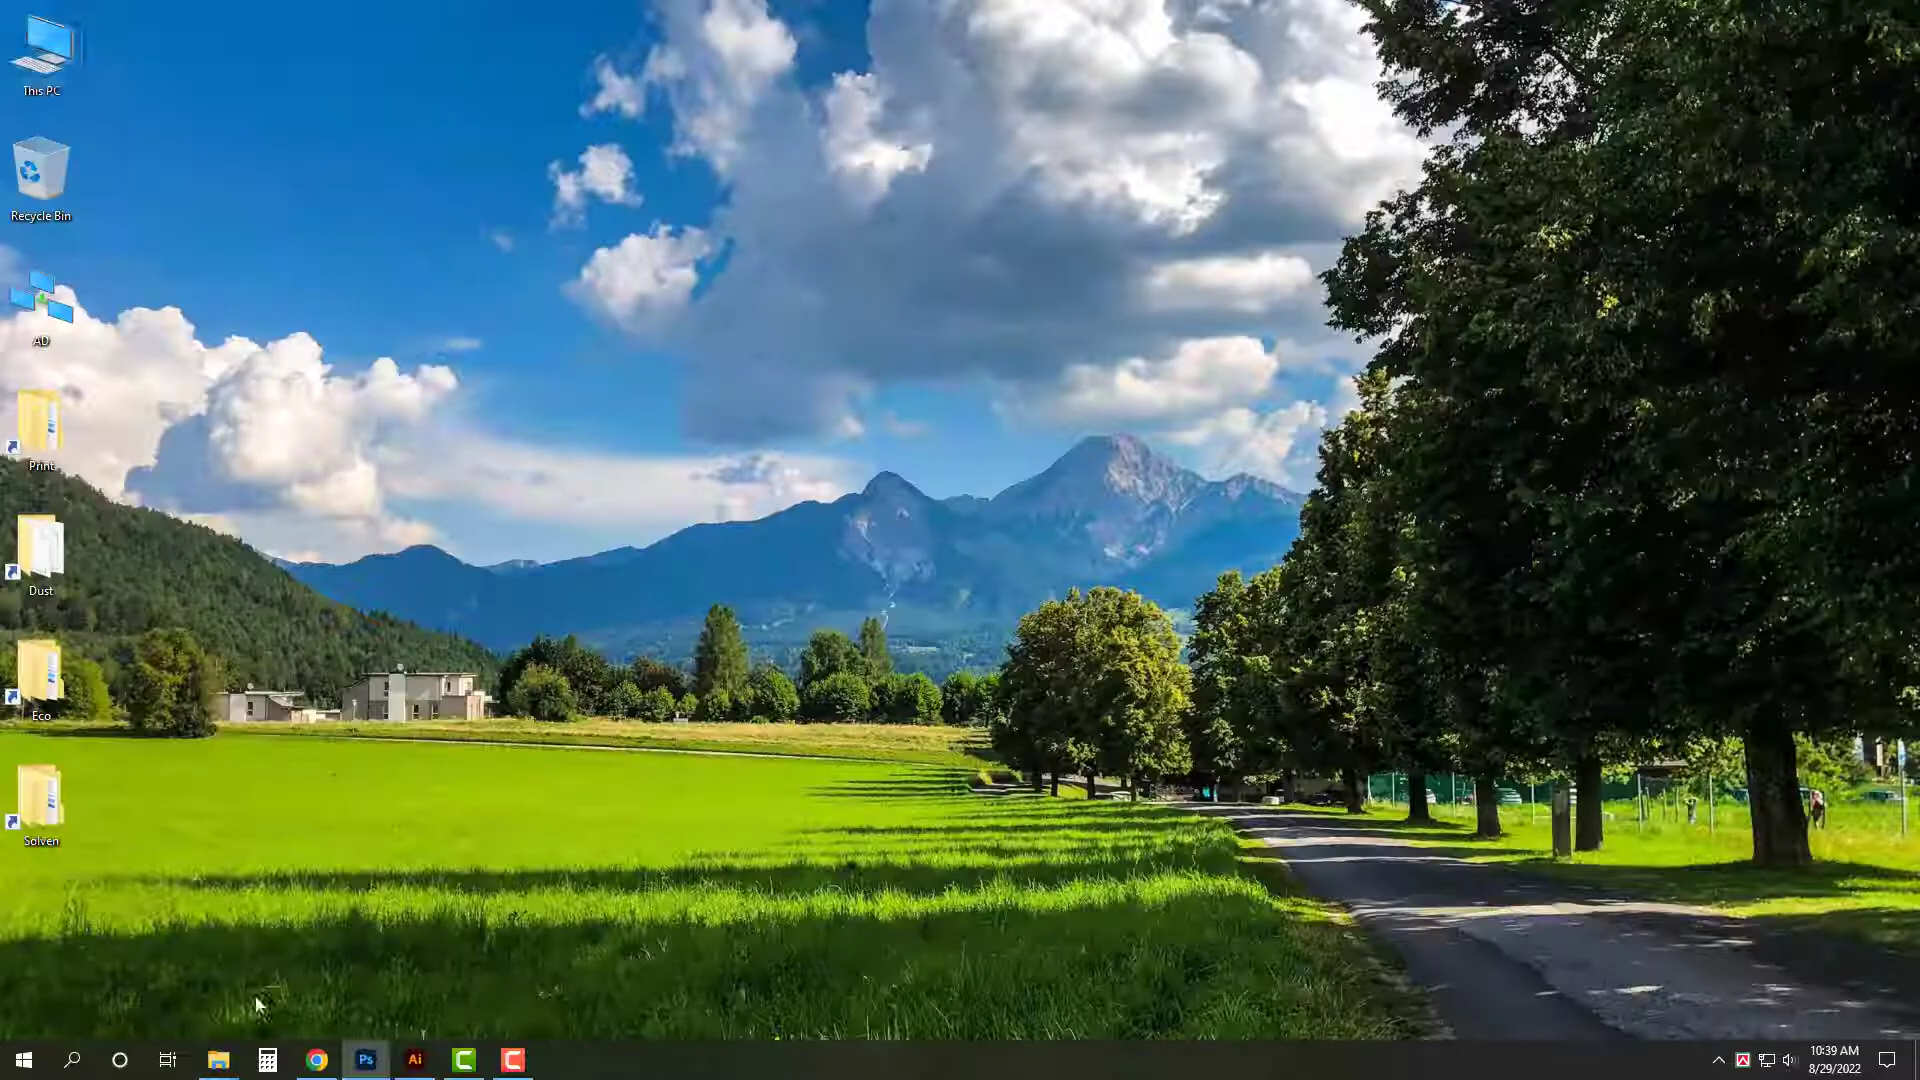 This PC
Recycle Bin
AD
Print
Dust
Eco
Solven
Ps
Ai
10:39 AM
8/29/2022